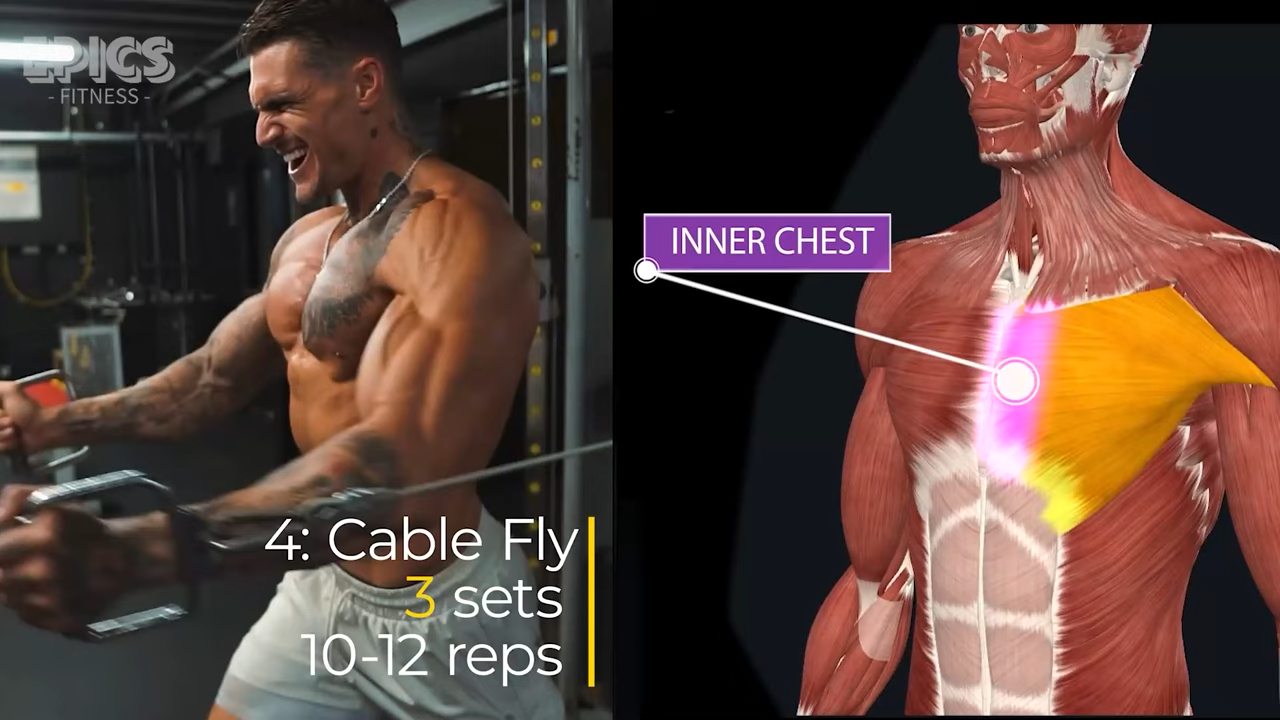 EPICS
- FITNESS -
INNER CHEST
4: Cable Fly
3 sets
10-12 reps